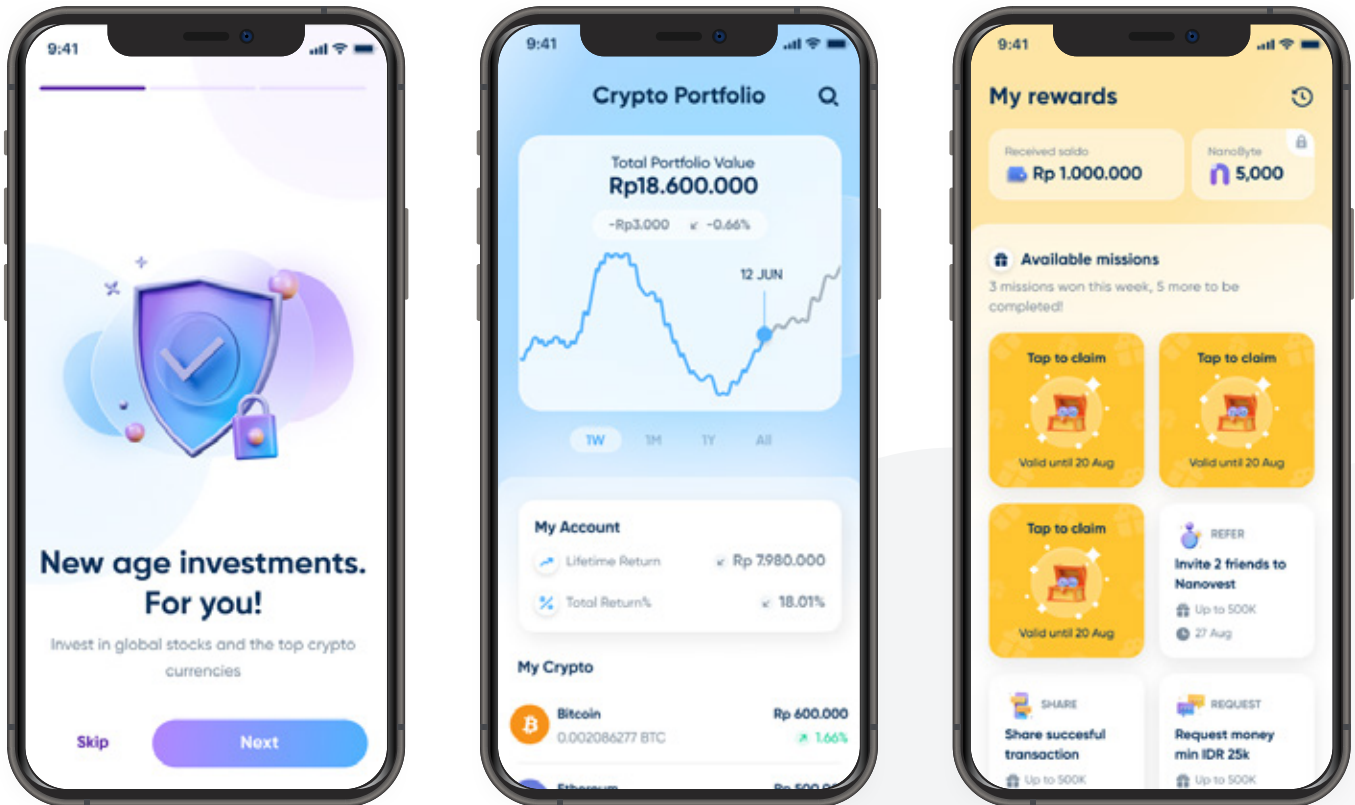 9:41
New age investments.
For you!
Invest in global stocks and the top crypto
currencies
Skip
Next
9:41
Crypto Portfolio
Total Portfolio Value
Rp18.600.000
-Rp3.000 -0.66%
12 JUN
1W 1M 1Y All
My Account
Lifetime Return Rp 7.980.000
Total Return% 18.01%
My Crypto
Bitcoin Rp 600.000
0.002086277 BTC 1.66%
Ethereum
9:41
My rewards
Received saldo
Rp 1.000.000
NanoByte
5,000
Available missions
3 missions won this week, 5 more to be
completed!
Tap to claim
Valid until 20 Aug
Tap to claim
Valid until 20 Aug
Tap to claim
Valid until 20 Aug
REFER
Invite 2 friends to
Nanovest
Up to 500K
27 Aug
SHARE
Share succesful
transaction
Up to 500K
REQUEST
Request money
min IDR 25k
Up to 500K